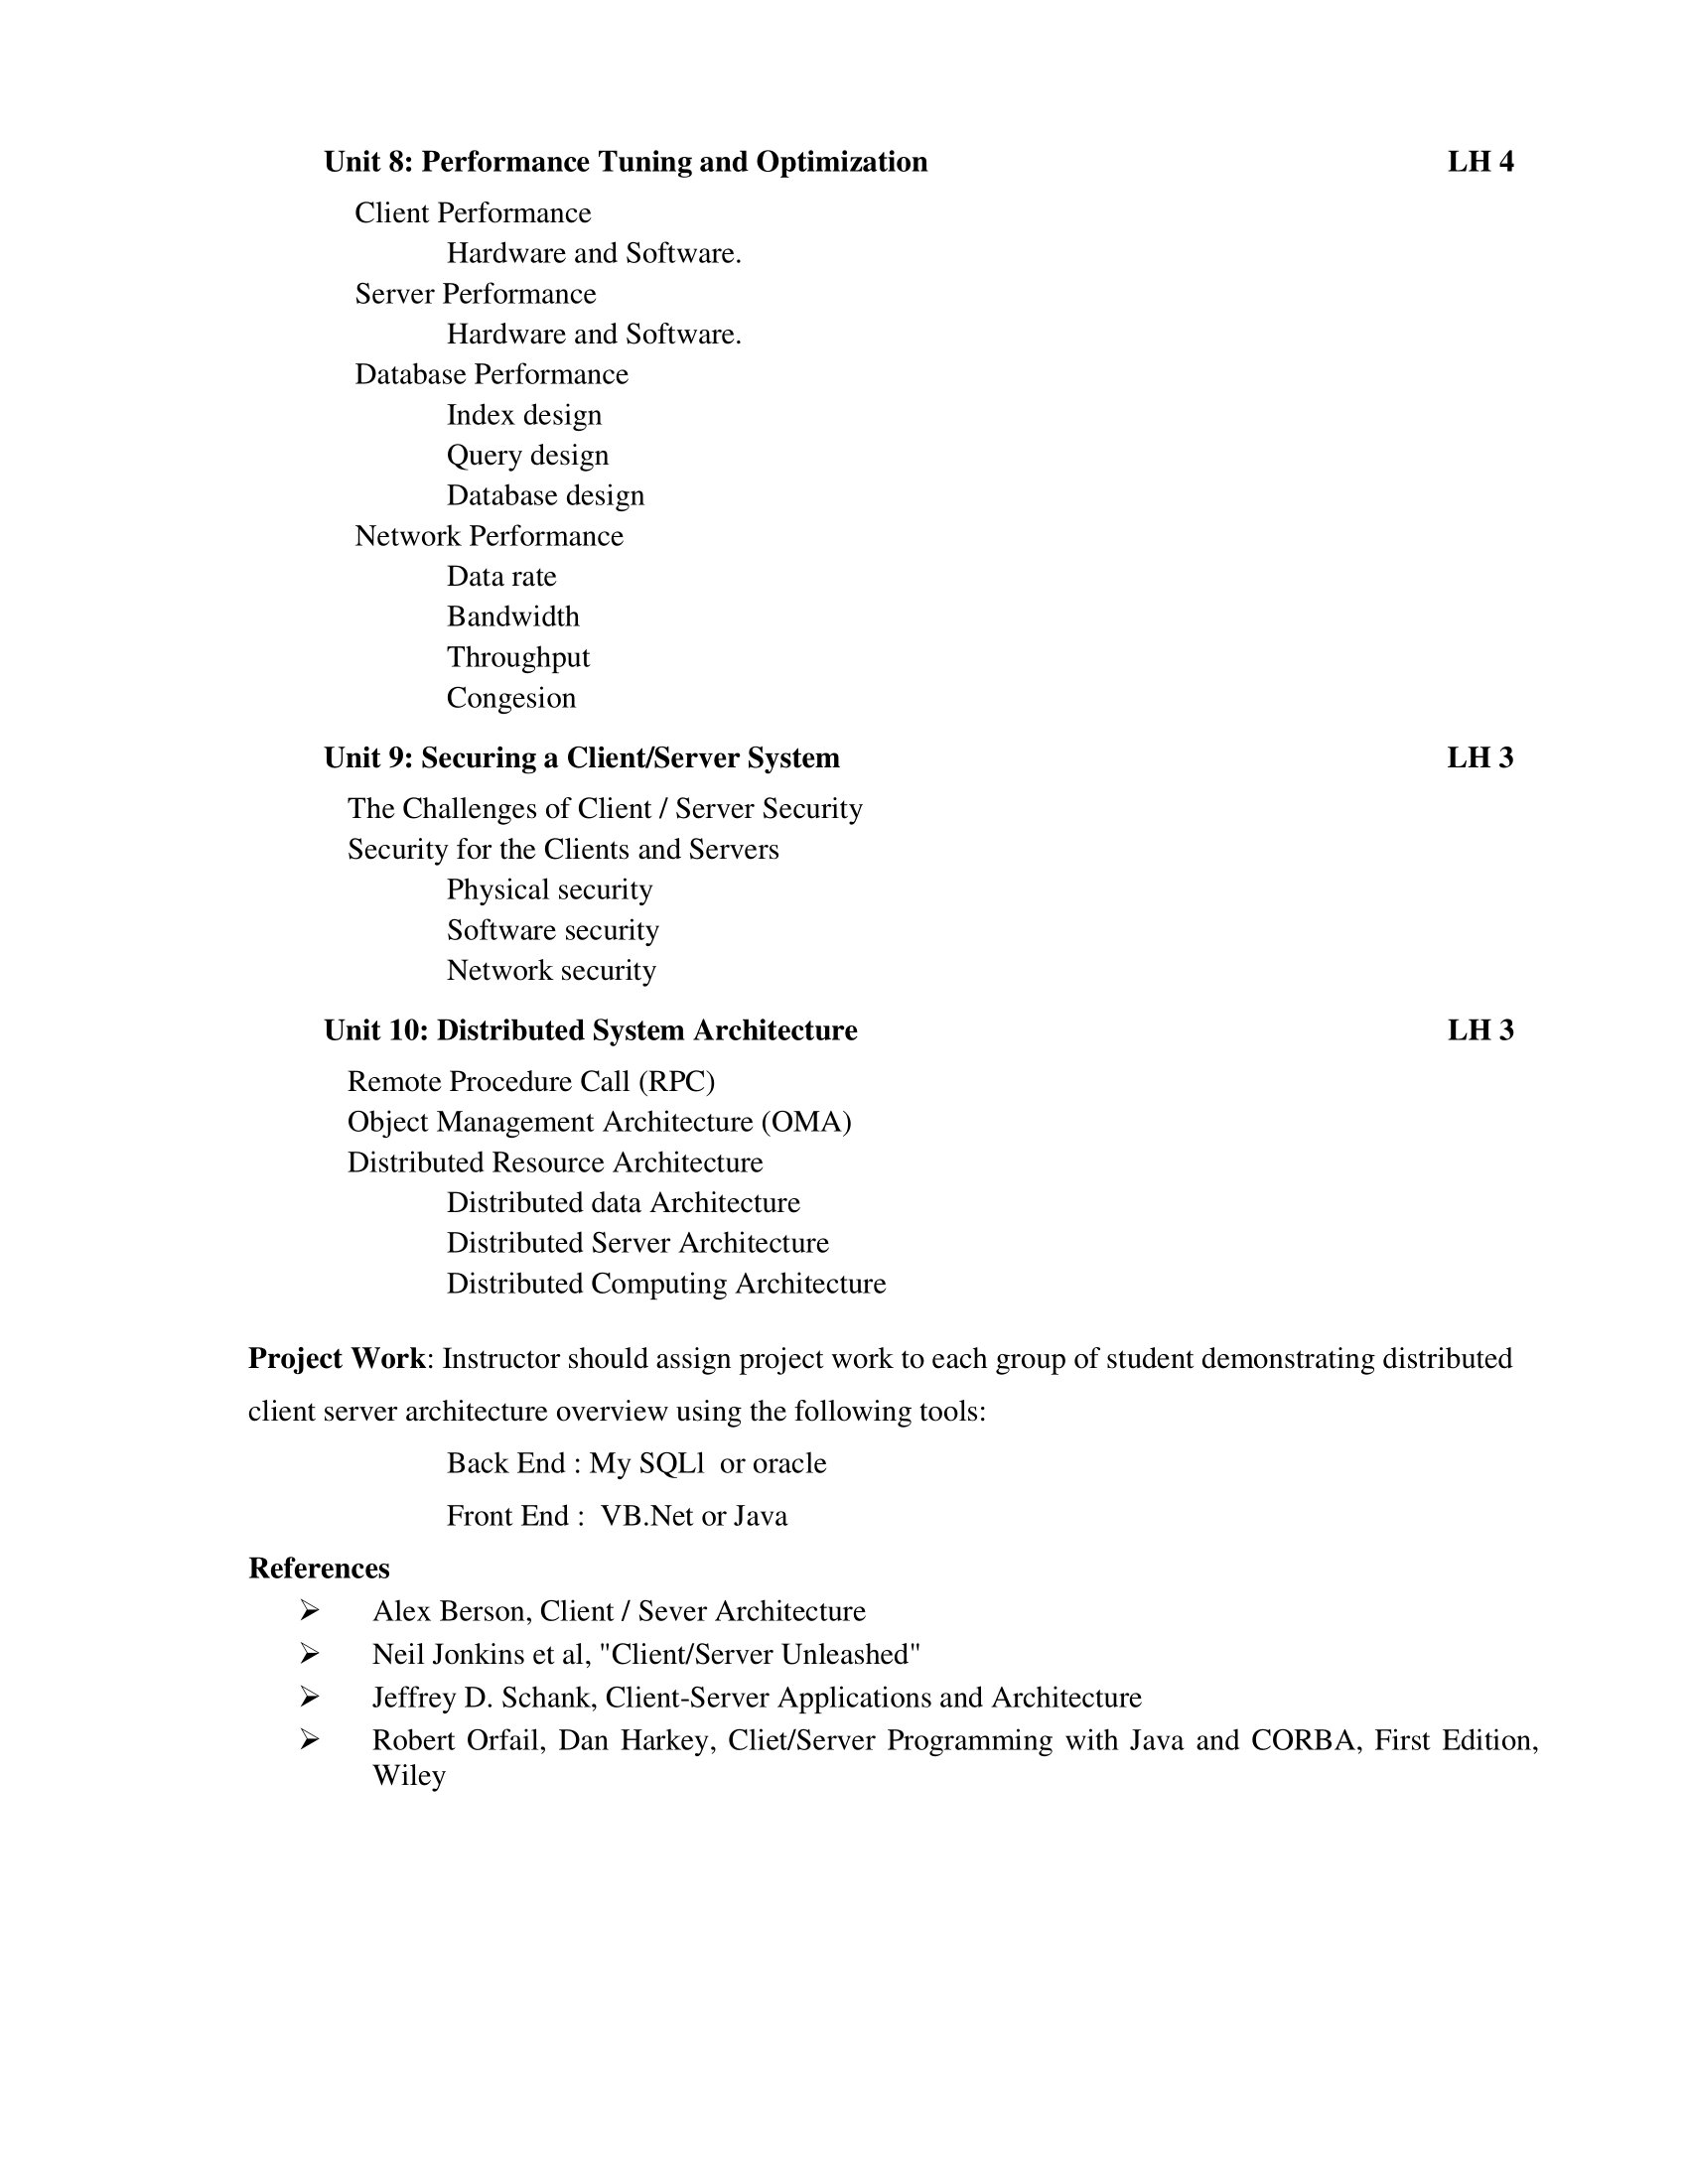 Unit 8: Performance Tuning and Optimization LH 4
Client Performance
Hardware and Software.
Server Performance
Hardware and Software.
Database Performance
Index design
Query design
Database design
Network Performance
Data rate
Bandwidth
Throughput
Congesion
Unit 9: Securing a Client/Server System LH 3
The Challenges of Client / Server Security
Security for the Clients and Servers
Physical security
Software security
Network security
Unit 10: Distributed System Architecture LH 3
Remote Procedure Call (RPC)
Object Management Architecture (OMA)
Distributed Resource Architecture
Distributed data Architecture
Distributed Server Architecture
Distributed Computing Architecture
Project Work: Instructor should assign project work to each group of student demonstrating distributed
client server architecture overview using the following tools:
Back End : My SQLl or oracle
Front End : VB.Net or Java
References
➢ Alex Berson, Client / Sever Architecture
➢ Neil Jonkins et al, "Client/Server Unleashed"
➢ Jeffrey D. Schank, Client-Server Applications and Architecture
➢ Robert Orfail, Dan Harkey, Cliet/Server Programming with Java and CORBA, First Edition,
Wiley